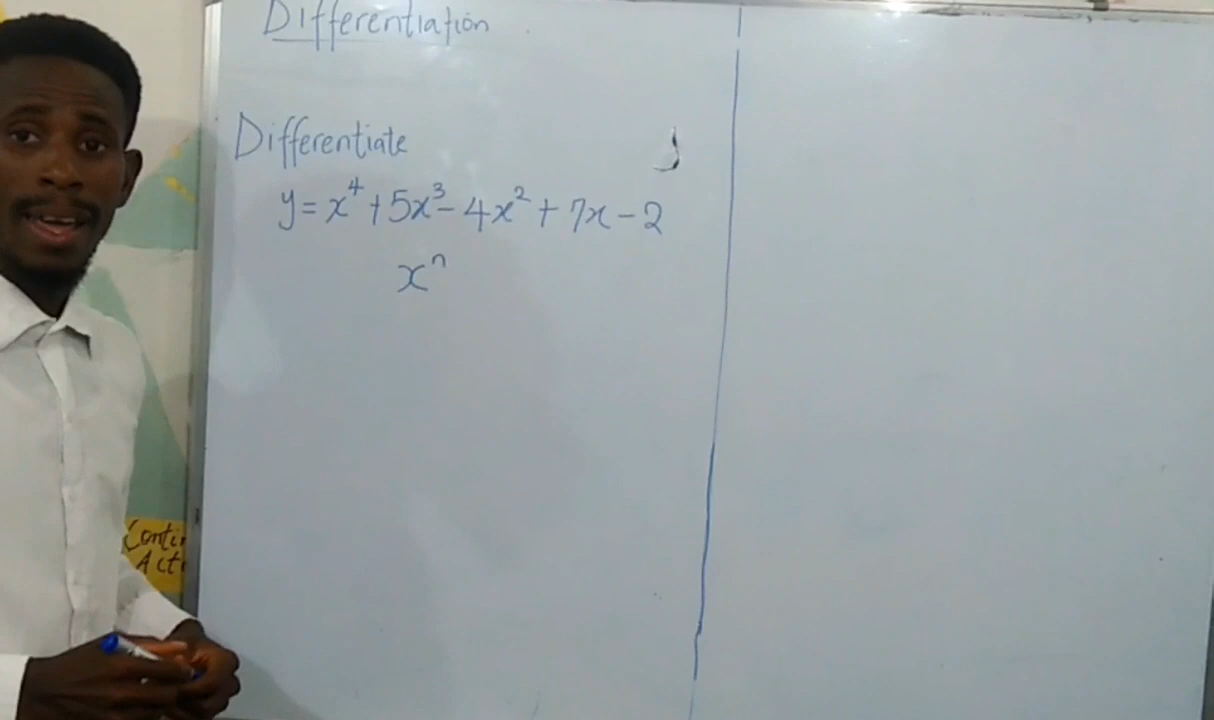 Differentiation
Differentiate
y = x⁴ + 5x³ - 4x² + 7x - 2
xⁿ